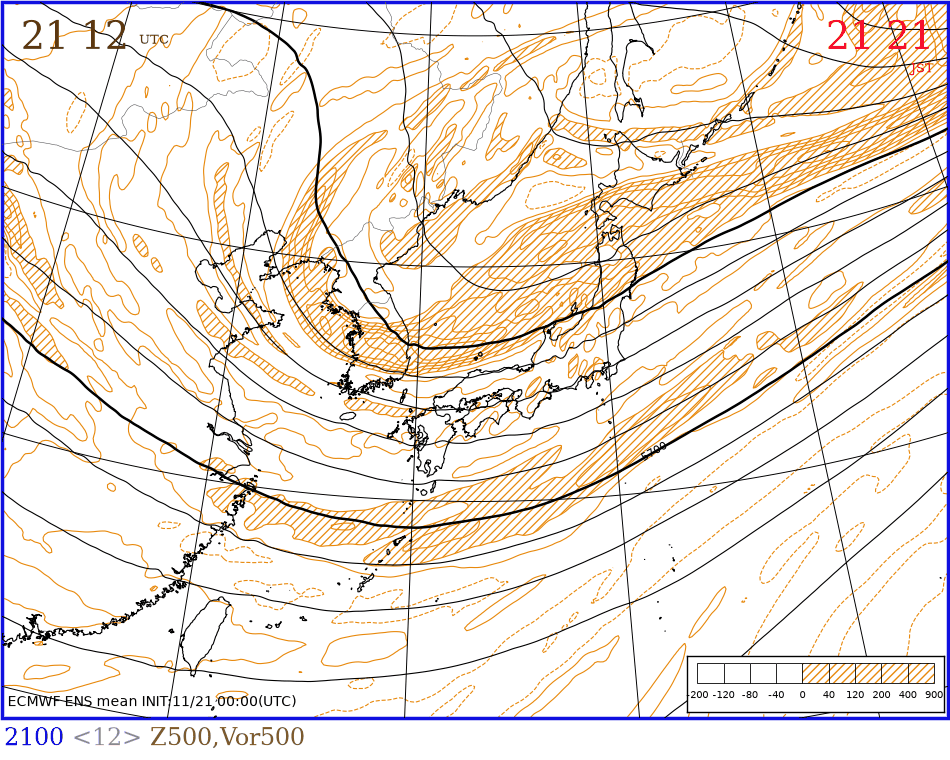 21 12 UTC
21 21
JST
5700
-200 -120 -80 -40 0 40 120 200 400 900
ECMWF ENS mean INIT:11/21 00:00(UTC)
2100 <12> Z500,Vor500